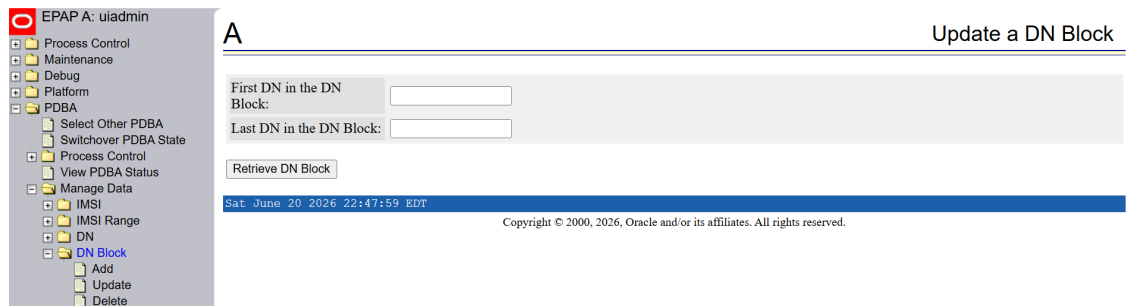 EPAP A: uiadmin
Process Control
Maintenance
Debug
Platform
PDBA
Select Other PDBA
Switchover PDBA State
Process Control
View PDBA Status
Manage Data
IMSI
IMSI Range
DN
DN Block
Add
Update
Delete
A
Update a DN Block
First DN in the DN
Block:
Last DN in the DN Block:
Retrieve DN Block
Sat June 20 2026 22:47:59 EDT
Copyright © 2000, 2026, Oracle and/or its affiliates. All rights reserved.